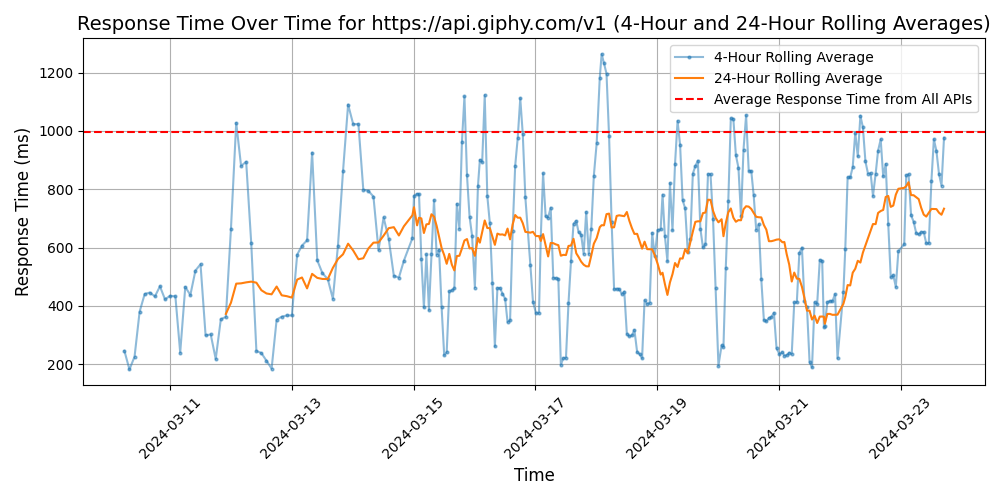 Response Time Over Time for https://api.giphy.com/v1 (4-Hour and 24-Hour Rolling Averages)
4-Hour Rolling Average
24-Hour Rolling Average
Average Response Time from All APIs
Response Time (ms)
1200
1000
800
600
400
200
2024-03-11
2024-03-13
2024-03-15
2024-03-17
2024-03-19
2024-03-21
2024-03-23
Time